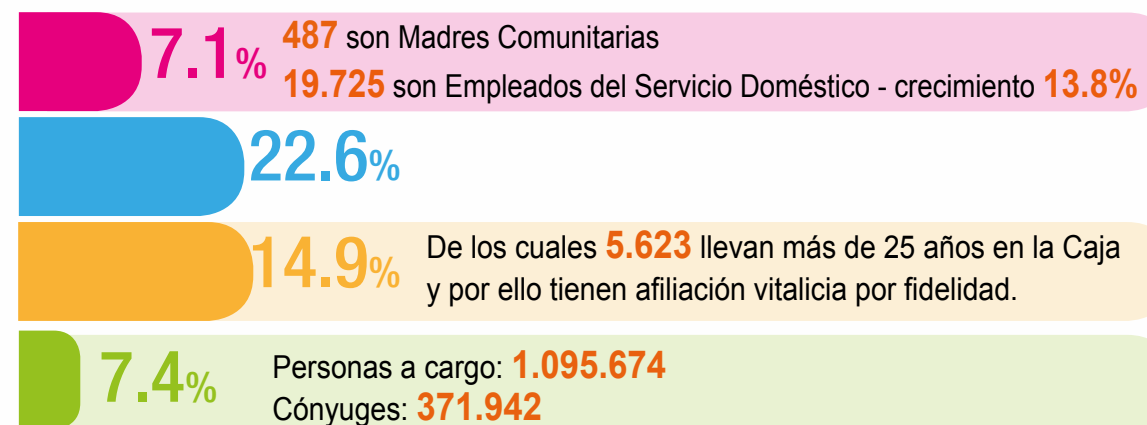 7.1% 487 son Madres Comunitarias
19.725 son Empleados del Servicio Doméstico - crecimiento 13.8%
22.6%
14.9% De los cuales 5.623 llevan más de 25 años en la Caja
y por ello tienen afiliación vitalicia por fidelidad.
7.4% Personas a cargo: 1.095.674
Cónyuges: 371.942